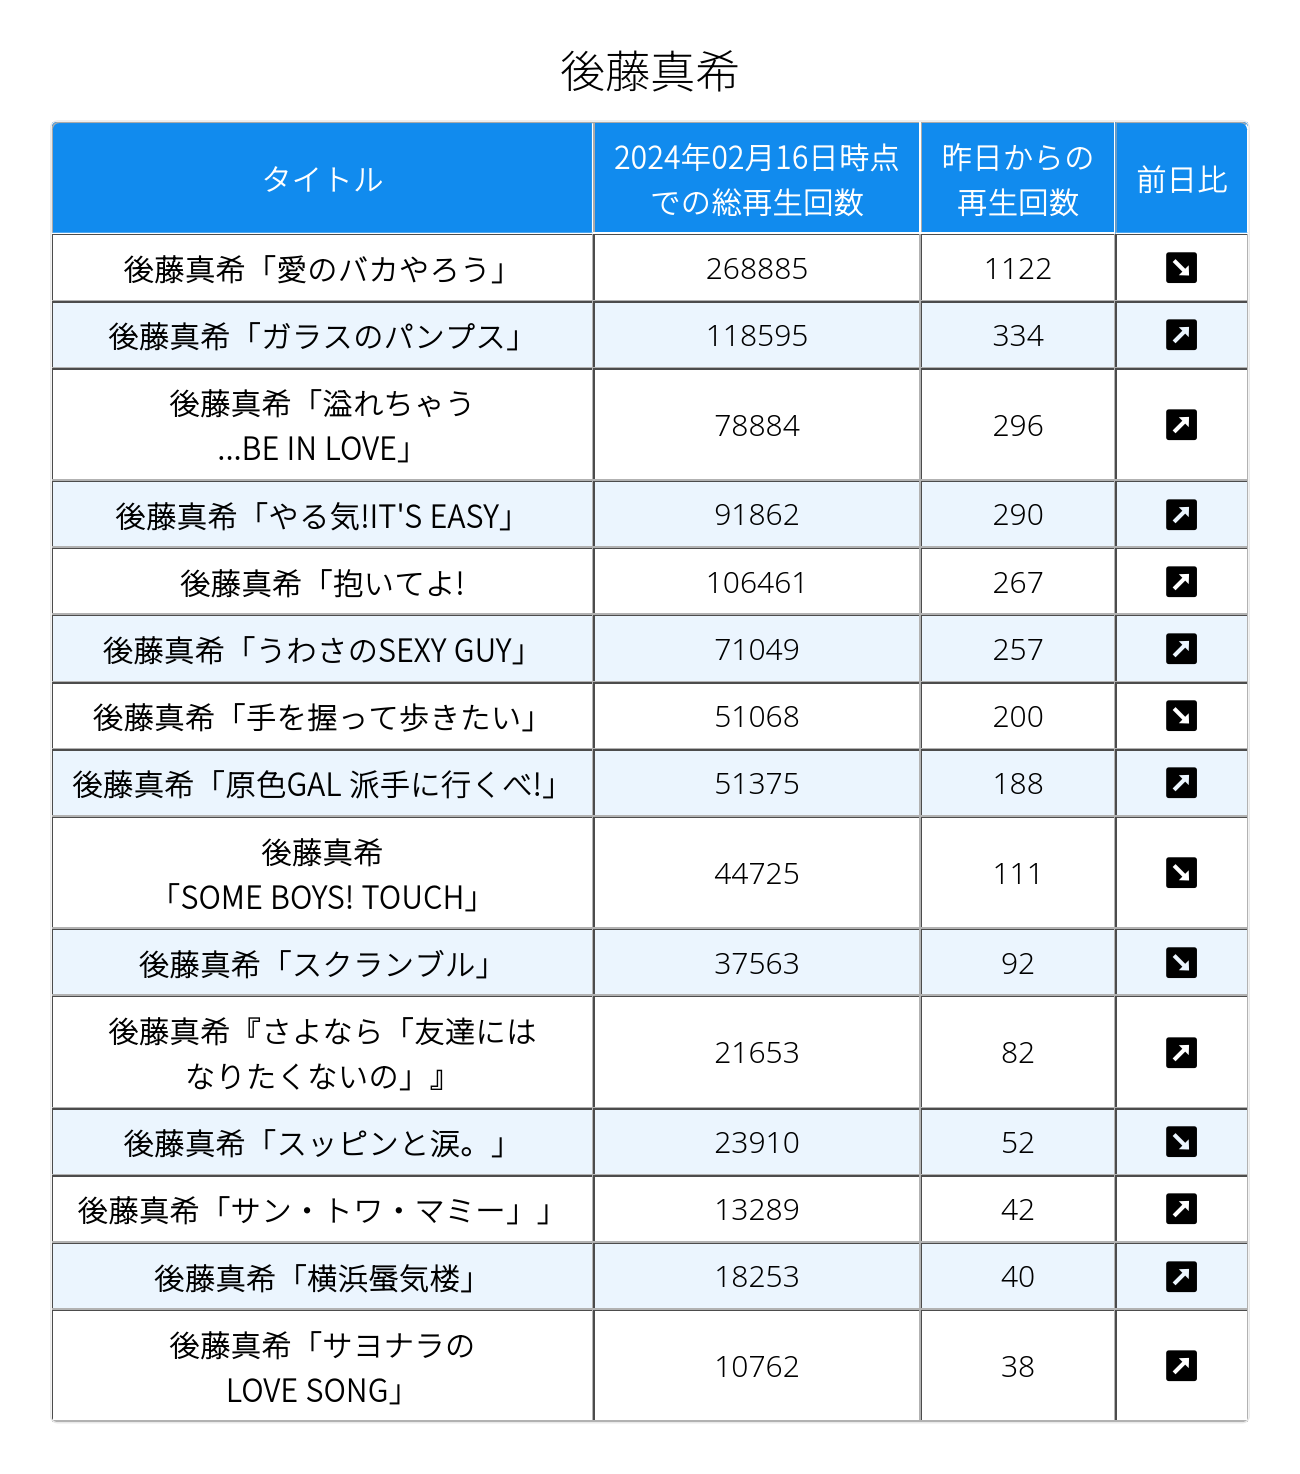 後藤真希
タイトル
2024年02月16日時点
での総再生回数
昨日からの
再生回数
前日比
後藤真希「愛のバカやろう」
268885
1122
後藤真希「ガラスのパンプス」
118595
334
後藤真希「溢れちゃう
...BE IN LOVE」
78884
296
後藤真希「やる気!IT'S EASY」
91862
290
後藤真希「抱いてよ!
106461
267
後藤真希「うわさのSEXY GUY」
71049
257
後藤真希「手を握って歩きたい」
51068
200
後藤真希「原色GAL 派手に行くべ!」
51375
188
後藤真希
「SOME BOYS! TOUCH」
44725
111
後藤真希「スクランブル」
37563
92
後藤真希『さよなら「友達には
なりたくないの」』
21653
82
後藤真希「スッピンと涙。」
23910
52
後藤真希「サン・トワ・マミー」」
13289
42
後藤真希「横浜蜃気楼」
18253
40
後藤真希「サヨナラの
LOVE SONG」
10762
38